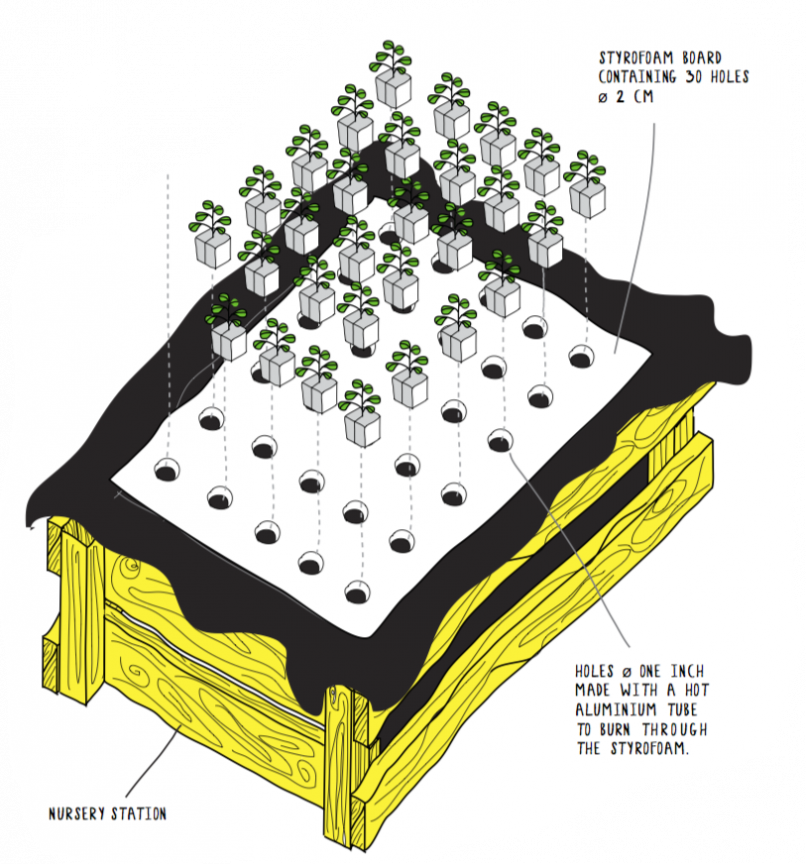 STYROFOAM BOARD
CONTAINING 30 HOLES
ø 2 CM
HOLES ø ONE INCH
MADE WITH A HOT
ALUMINIUM TUBE
TO BURN THROUGH
THE STYROFOAM.
NURSERY STATION